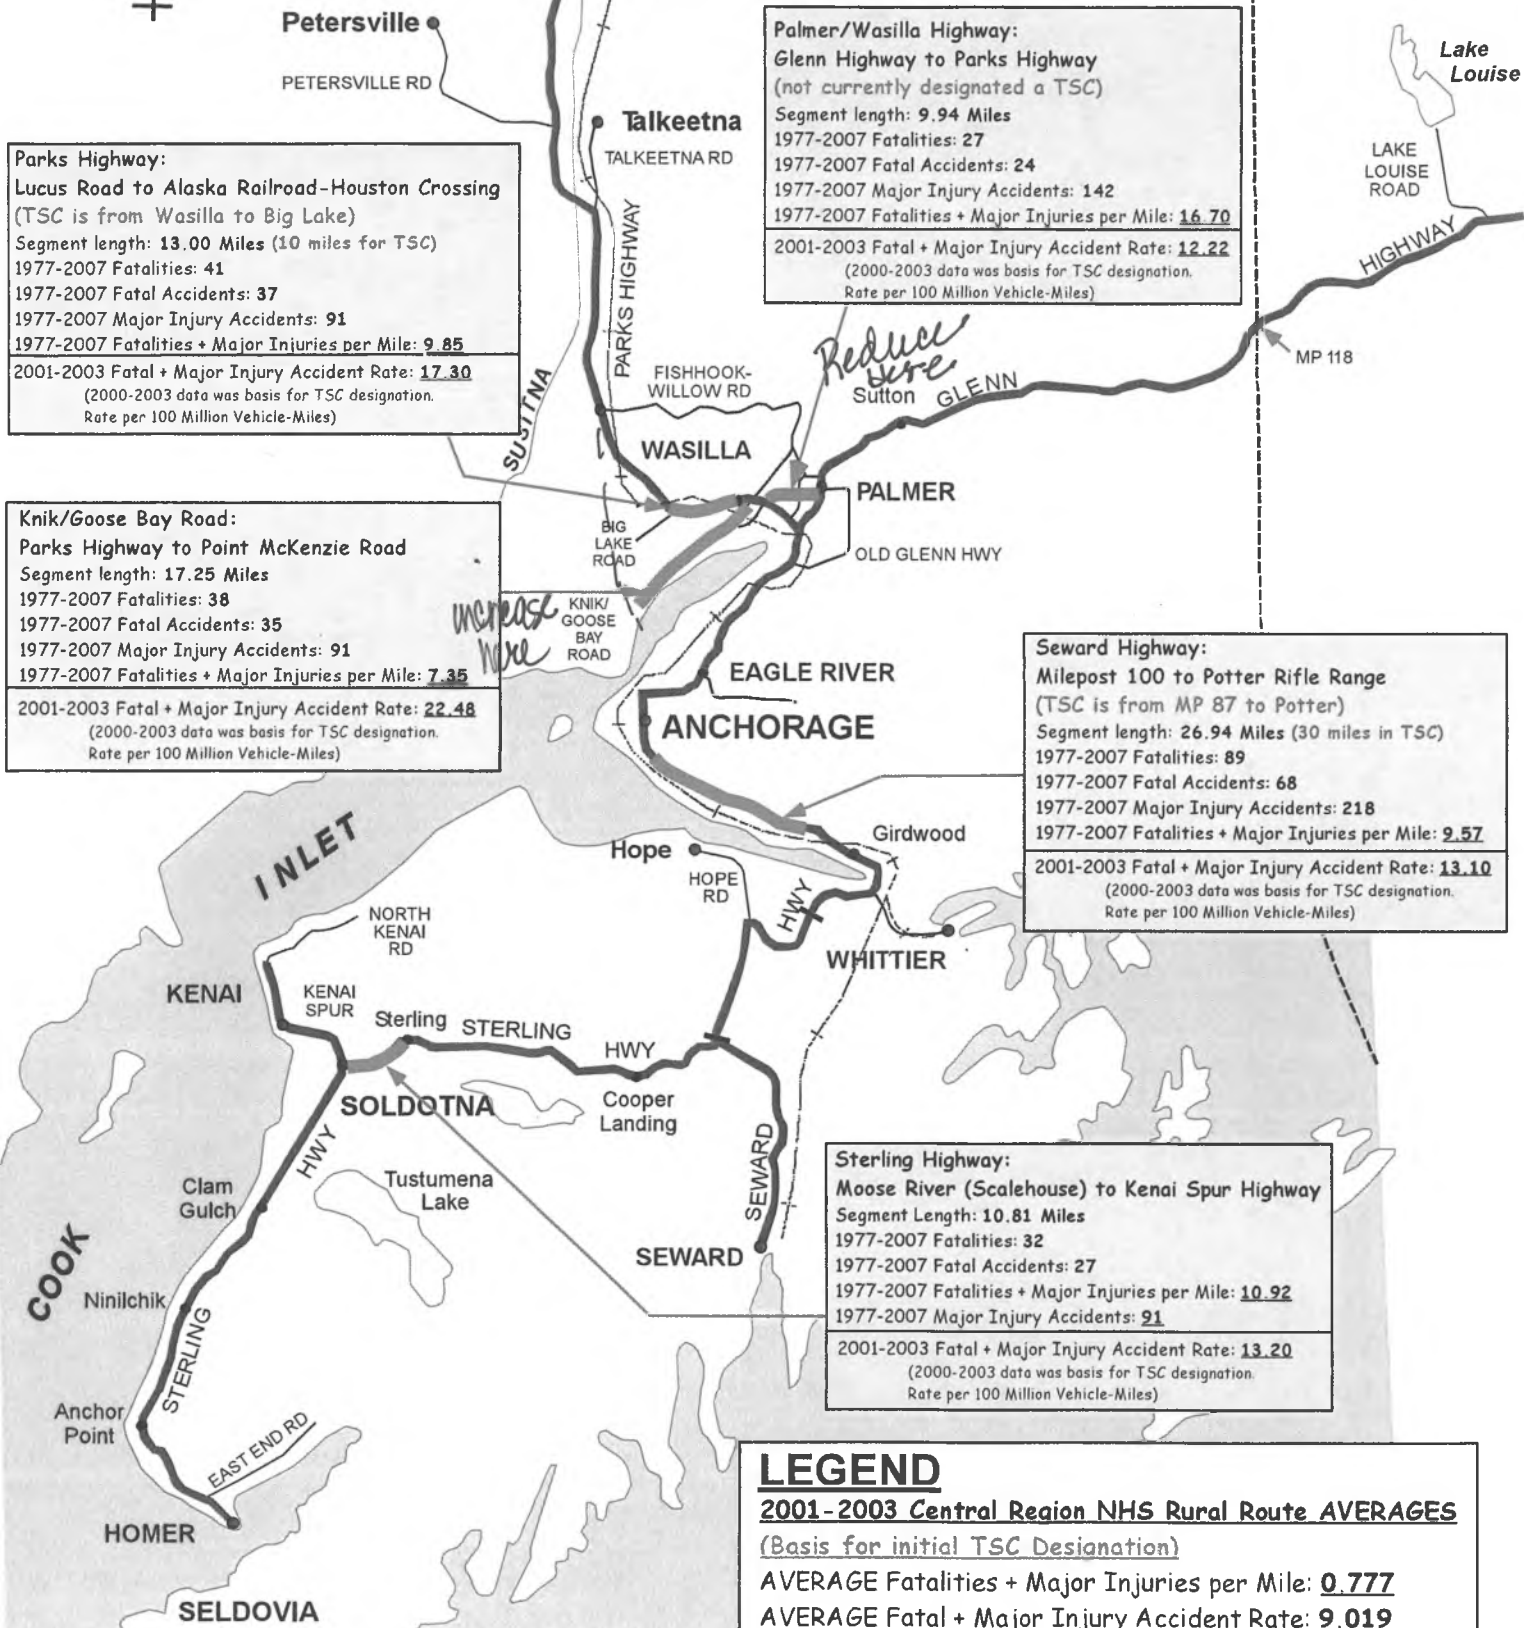 Petersville
PETERSVILLE RD
Talkeetna
TALKEETNA RD
PARKS HIGHWAY
Palmer/Wasilla Highway:
Glenn Highway to Parks Highway
(not currently designated a TSC)
Segment length: 9.94 Miles
1977-2007 Fatalities: 27
1977-2007 Fatal Accidents: 24
1977-2007 Major Injury Accidents: 142
1977-2007 Fatalities + Major Injuries per Mile: 16.70
2001-2003 Fatal + Major Injury Accident Rate: 12.22
(2000-2003 data was basis for TSC designation.
Rate per 100 Million Vehicle-Miles)
Lake
Louise
LAKE
LOUISE
ROAD
HIGHWAY
MP 118
Parks Highway:
Lucus Road to Alaska Railroad-Houston Crossing
(TSC is from Wasilla to Big Lake)
Segment length: 13.00 Miles (10 miles for TSC)
1977-2007 Fatalities: 41
1977-2007 Fatal Accidents: 37
1977-2007 Major Injury Accidents: 91
1977-2007 Fatalities + Major Injuries per Mile: 9.85
2001-2003 Fatal + Major Injury Accident Rate: 17.30
(2000-2003 data was basis for TSC designation.
Rate per 100 Million Vehicle-Miles)
SUSITNA
FISHHOOK-
WILLOW RD
Reduce
here
Sutton
GLENN
WASILLA
PALMER
BIG
LAKE
ROAD
OLD GLENN HWY
Knik/Goose Bay Road:
Parks Highway to Point McKenzie Road
Segment length: 17.25 Miles
1977-2007 Fatalities: 38
1977-2007 Fatal Accidents: 35
1977-2007 Major Injury Accidents: 91
1977-2007 Fatalities + Major Injuries per Mile: 7.35
2001-2003 Fatal + Major Injury Accident Rate: 22.48
(2000-2003 data was basis for TSC designation.
Rate per 100 Million Vehicle-Miles)
increase
here
KNIK/
GOOSE
BAY
ROAD
EAGLE RIVER
ANCHORAGE
Seward Highway:
Milepost 100 to Potter Rifle Range
(TSC is from MP 87 to Potter)
Segment length: 26.94 Miles (30 miles in TSC)
1977-2007 Fatalities: 89
1977-2007 Fatal Accidents: 68
1977-2007 Major Injury Accidents: 218
1977-2007 Fatalities + Major Injuries per Mile: 9.57
2001-2003 Fatal + Major Injury Accident Rate: 13.10
(2000-2003 data was basis for TSC designation.
Rate per 100 Million Vehicle-Miles)
INLET
Hope
HOPE
RD
Girdwood
HWY
WHITTIER
NORTH
KENAI
RD
KENAI
KENAI
SPUR
Sterling
STERLING
HWY
SOLDOTNA
Cooper
Landing
HWY
Clam
Gulch
Tustumena
Lake
SEWARD
SEWARD
COOK
Ninilchik
STERLING
Anchor
Point
EAST END RD
HOMER
SELDOVIA
Sterling Highway:
Moose River (Scalehouse) to Kenai Spur Highway
Segment Length: 10.81 Miles
1977-2007 Fatalities: 32
1977-2007 Fatal Accidents: 27
1977-2007 Fatalities + Major Injuries per Mile: 10.92
1977-2007 Major Injury Accidents: 91
2001-2003 Fatal + Major Injury Accident Rate: 13.20
(2000-2003 data was basis for TSC designation.
Rate per 100 Million Vehicle-Miles)
LEGEND
2001-2003 Central Region NHS Rural Route AVERAGES
(Basis for initial TSC Designation)
AVERAGE Fatalities + Major Injuries per Mile: 0.777
AVERAGE Fatal + Major Injury Accident Rate: 9.019